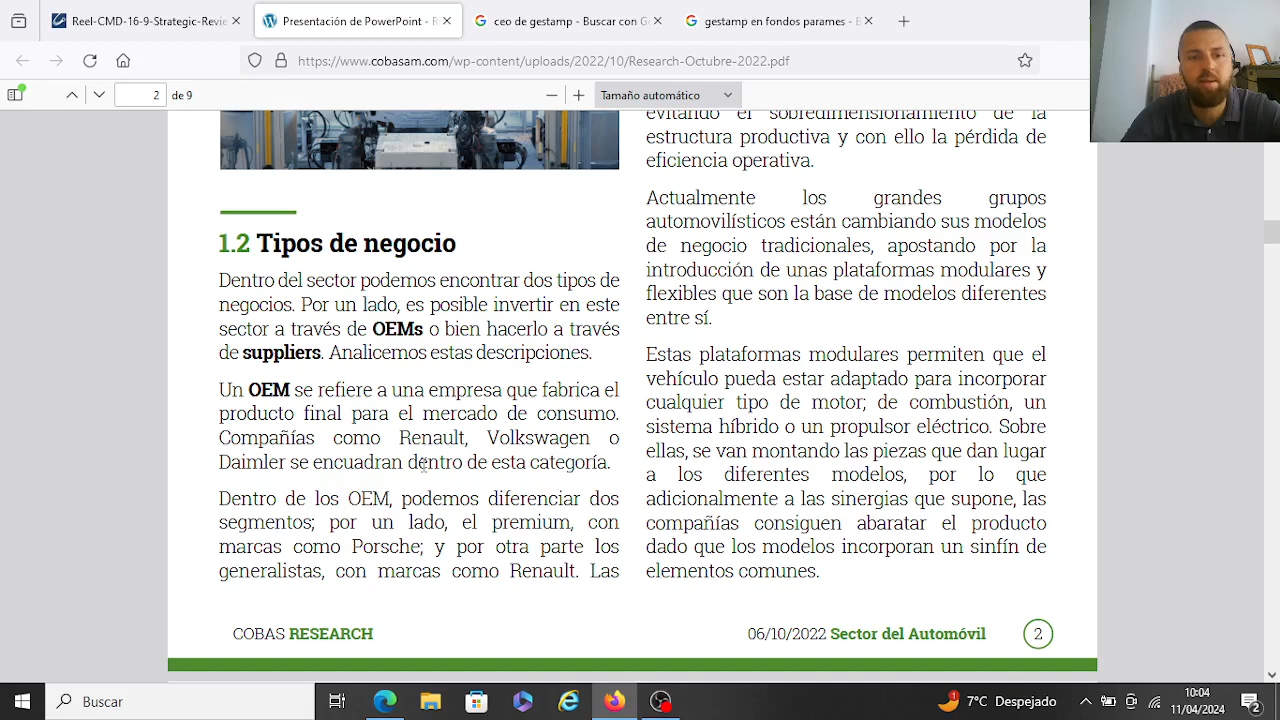 Reel-CMD-16-9-Strategic-Revie
Presentación de PowerPoint - R
ceo de gestamp - Buscar con G
gestamp en fondos parames - B
https://www.cobasam.com/wp-content/uploads/2022/10/Research-Octubre-2022.pdf
2 de 9
Tamaño automático
1.2 Tipos de negocio
Dentro del sector podemos encontrar dos tipos de
negocios. Por un lado, es posible invertir en este
sector a través de OEMs o bien hacerlo a través
de suppliers. Analicemos estas descripciones.
Un OEM se refiere a una empresa que fabrica el
producto final para el mercado de consumo.
Compañías como Renault, Volkswagen o
Daimler se encuadran dentro de esta categoría.
Dentro de los OEM, podemos diferenciar dos
segmentos; por un lado, el premium, con
marcas como Porsche; y por otra parte los
generalistas, con marcas como Renault. Las
evitando el sobredimensionamiento de la
estructura productiva y con ello la pérdida de
eficiencia operativa.
Actualmente los grandes grupos
automovilísticos están cambiando sus modelos
de negocio tradicionales, apostando por la
introducción de unas plataformas modulares y
flexibles que son la base de modelos diferentes
entre sí.
Estas plataformas modulares permiten que el
vehículo pueda estar adaptado para incorporar
cualquier tipo de motor; de combustión, un
sistema híbrido o un propulsor eléctrico. Sobre
ellas, se van montando las piezas que dan lugar
a los diferentes modelos, por lo que
adicionalmente a las sinergias que supone, las
compañías consiguen abaratar el producto
dado que los modelos incorporan un sinfín de
elementos comunes.
COBAS RESEARCH
06/10/2022 Sector del Automóvil
2
Buscar
1
7°C Despejado
10:04
11/04/2024
2